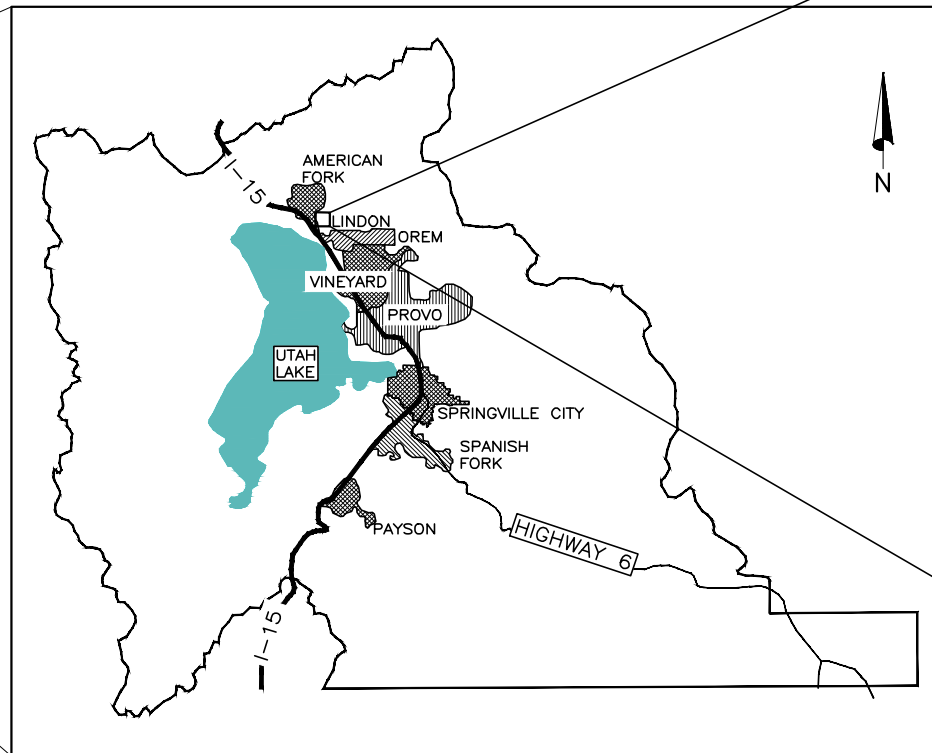 N
AMERICAN
FORK
I-15
LINDON
OREM
VINEYARD
PROVO
UTAH
LAKE
SPRINGVILLE CITY
SPANISH
FORK
PAYSON
HIGHWAY 6
I-15